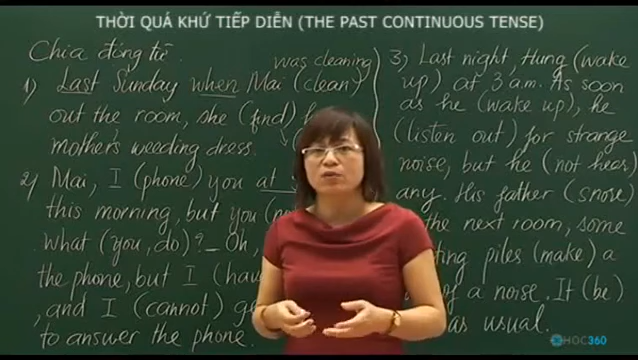 THỜI QUÁ KHỨ TIẾP DIỄN (THE PAST CONTINUOUS TENSE)
Chia động từ
was cleaning
1) Last Sunday when Mai (clean)
out the room, she (find)
mother's weeding dress.
2) Mai, I (phone) you at
this morning, but you
what (you, do)? _ Oh,
the phone, but I
, and I (cannot)
to answer the phone.
3) Last night, Hung (wake
up) at 3 a.m. As soon
as he (wake up), he
(listen out) for strange
noise, but he (not hear)
any. His father (snore)
the next room, some
piles (make) a
of a noise. It (be)
as usual.
HOC360